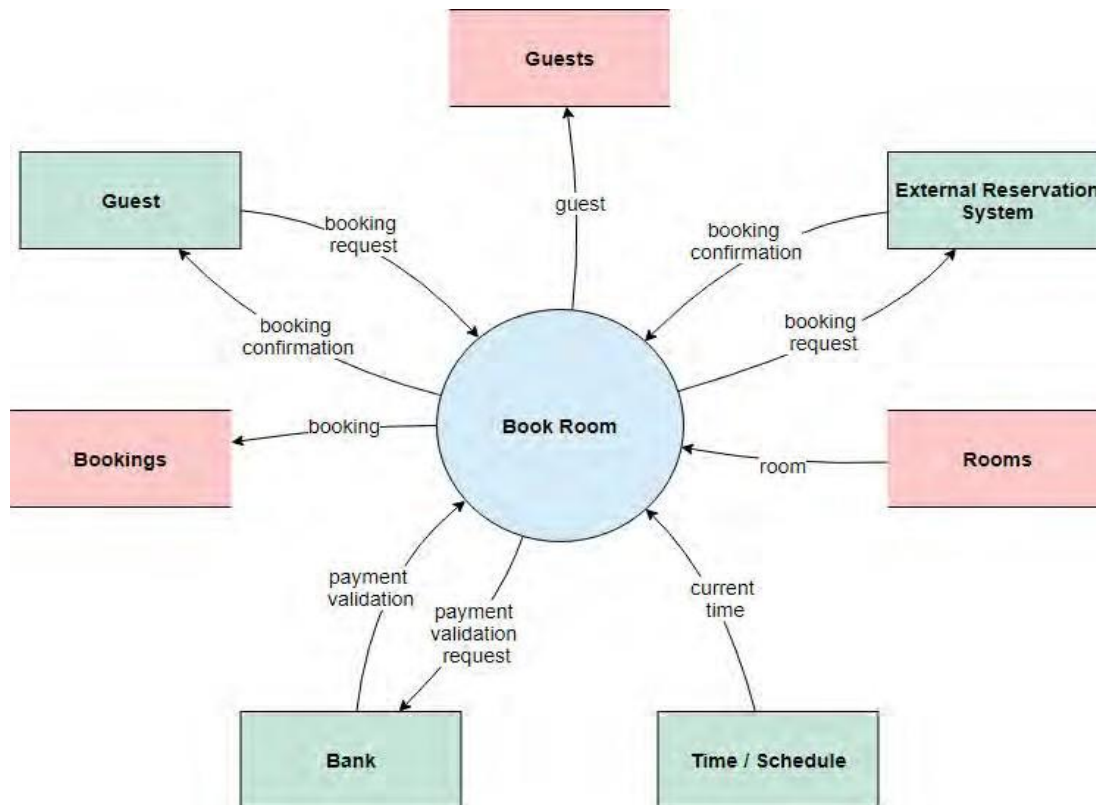 Guests
Guest
External Reservation
System
guest
booking
request
booking
confirmation
booking
confirmation
booking
request
Bookings
booking
Book Room
room
Rooms
payment
validation
payment
validation
request
current
time
Bank
Time / Schedule